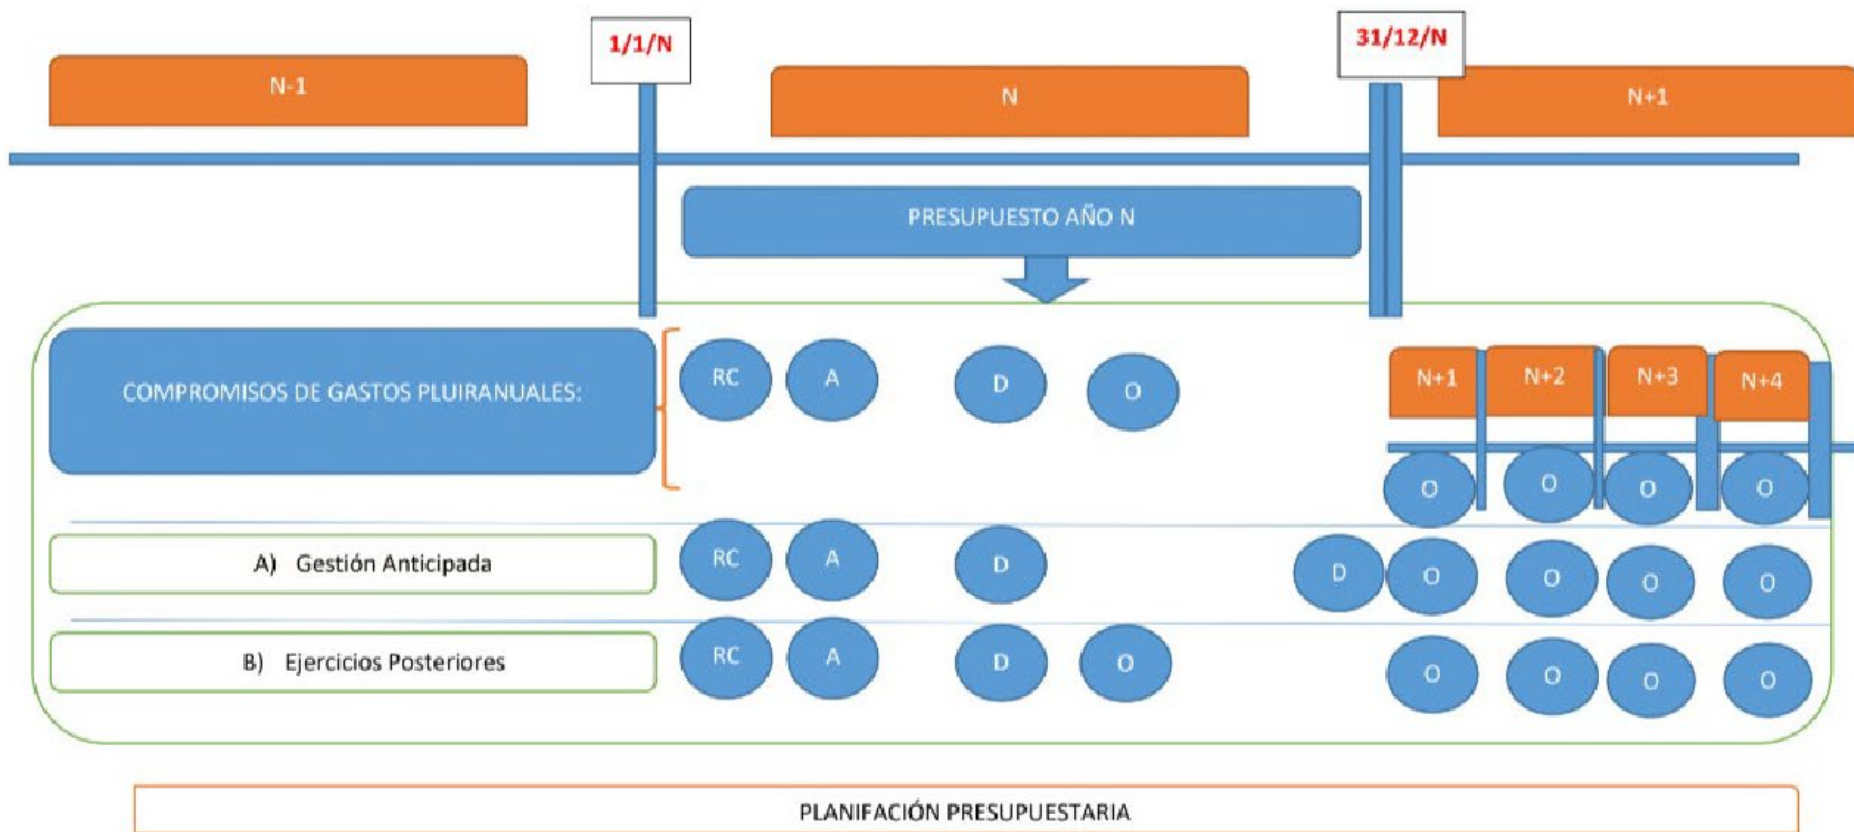 1/1/N
31/12/N
N-1
N
N+1
PRESUPUESTO AÑO N
COMPROMISOS DE GASTOS PLUIRANUALES:
RC A D O
N+1 N+2 N+3 N+4
O O O O
A) Gestión Anticipada
RC A D D O O O O
B) Ejercicios Posteriores
RC A D O O O O O
PLANIFACIÓN PRESUPUESTARIA